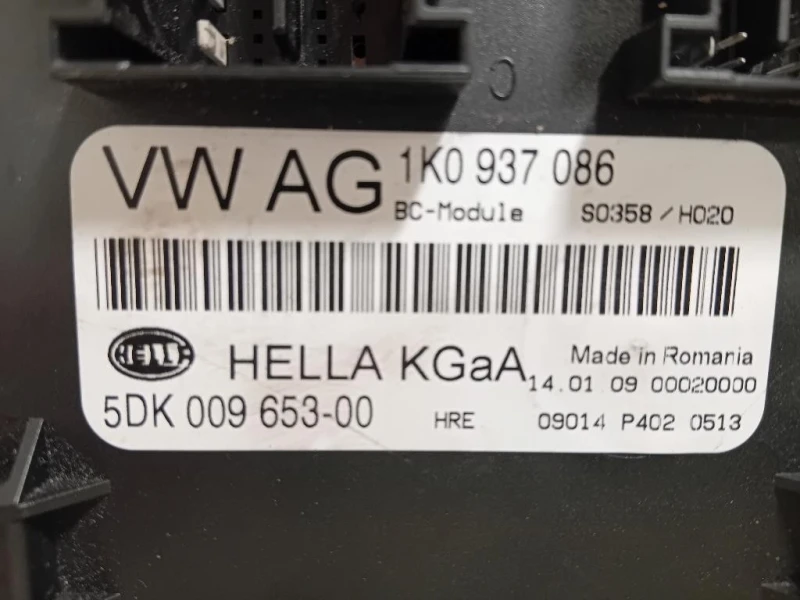 C
VW AG 1K0 937 086
BC-Module S0358 / H020
HELLA HELLA KGaA Made in Romania
14.01 09 00020000
5DK 009 653-00 HRE 09014 P402 0513